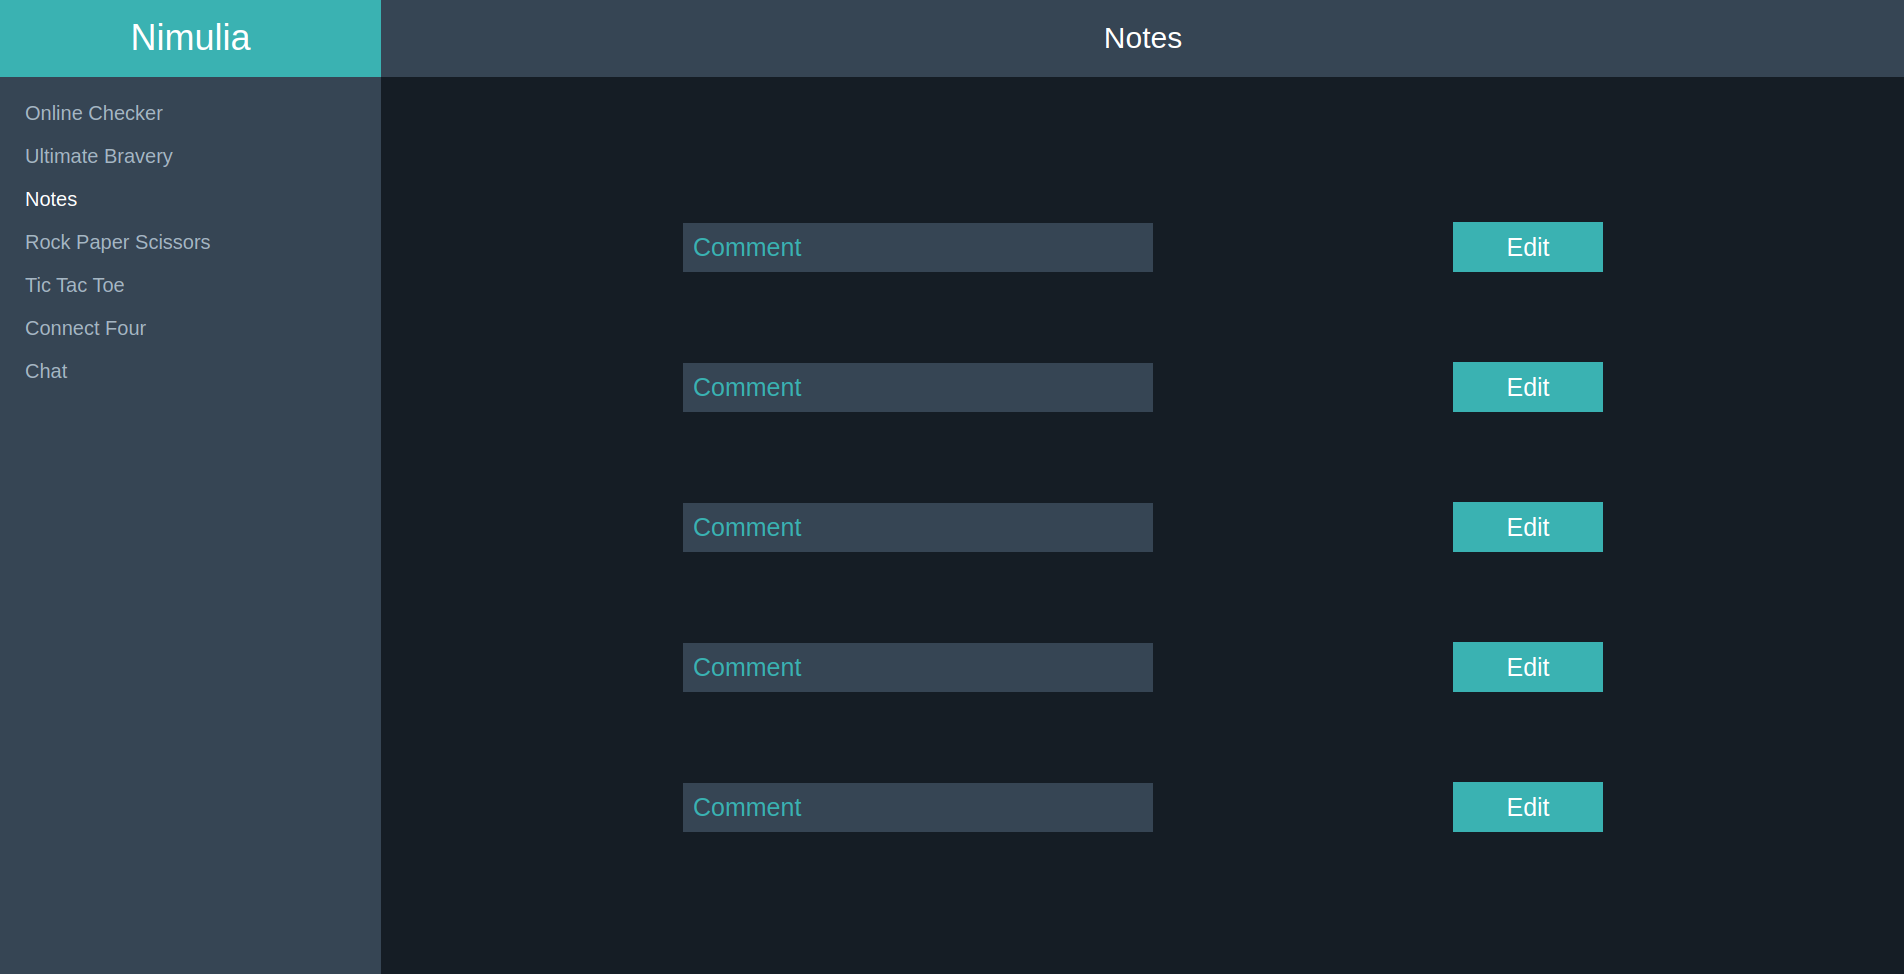 Nimulia
Notes
Online Checker
Ultimate Bravery
Notes
Rock Paper Scissors
Tic Tac Toe
Connect Four
Chat
Comment
Edit
Comment
Edit
Comment
Edit
Comment
Edit
Comment
Edit